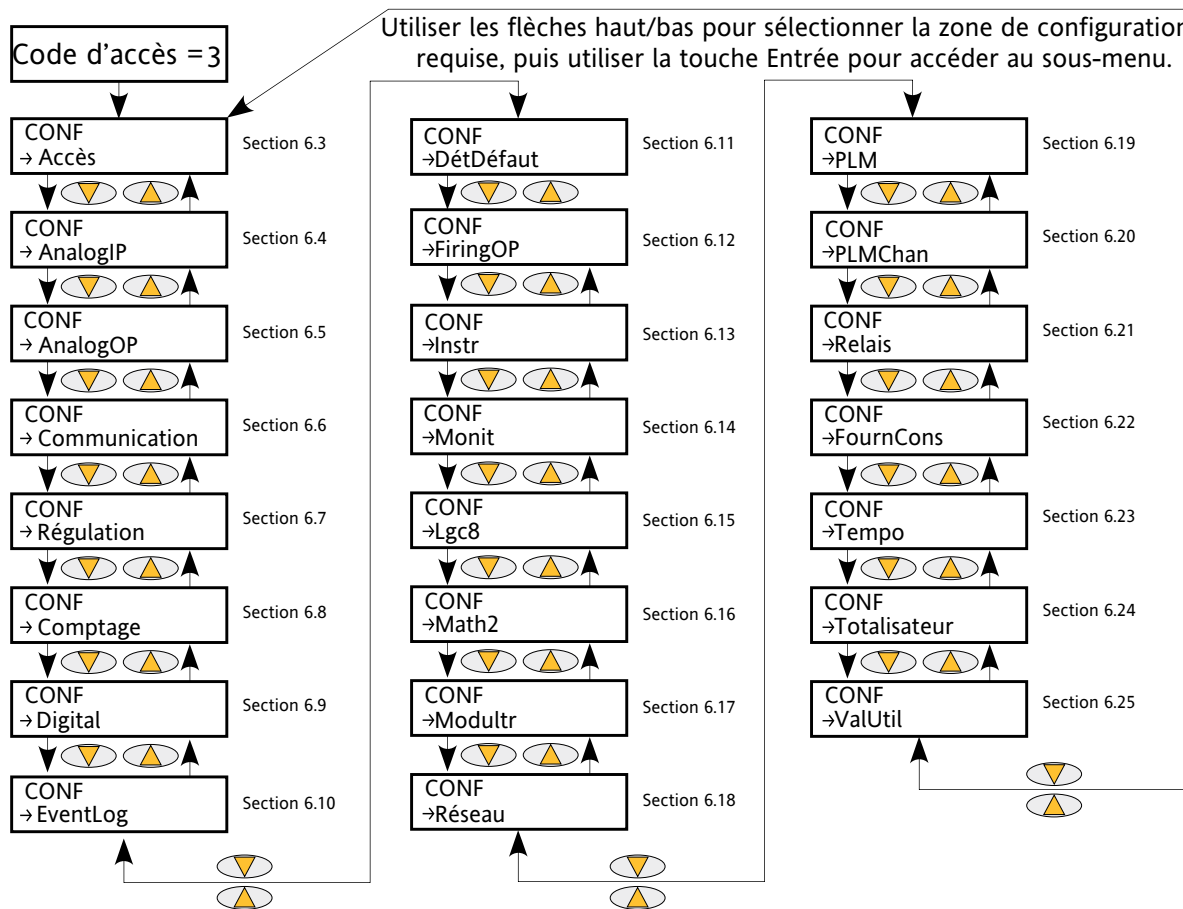 Utiliser les flèches haut/bas pour sélectionner la zone de configuration
requise, puis utiliser la touche Entrée pour accéder au sous-menu.
Code d'accès = 3
CONF
→ Accès
Section 6.3
CONF
→ AnalogIP
Section 6.4
CONF
→ AnalogOP
Section 6.5
CONF
→ Communication
Section 6.6
CONF
→ Régulation
Section 6.7
CONF
→ Comptage
Section 6.8
CONF
→ Digital
Section 6.9
CONF
→ EventLog
Section 6.10
CONF
→DétDéfaut
Section 6.11
CONF
→FiringOP
Section 6.12
CONF
→Instr
Section 6.13
CONF
→Monit
Section 6.14
CONF
→Lgc8
Section 6.15
CONF
→Math2
Section 6.16
CONF
→Modultr
Section 6.17
CONF
→Réseau
Section 6.18
CONF
→PLM
Section 6.19
CONF
→PLMChan
Section 6.20
CONF
→Relais
Section 6.21
CONF
→FournCons
Section 6.22
CONF
→Tempo
Section 6.23
CONF
→Totalisateur
Section 6.24
CONF
→ValUtil
Section 6.25